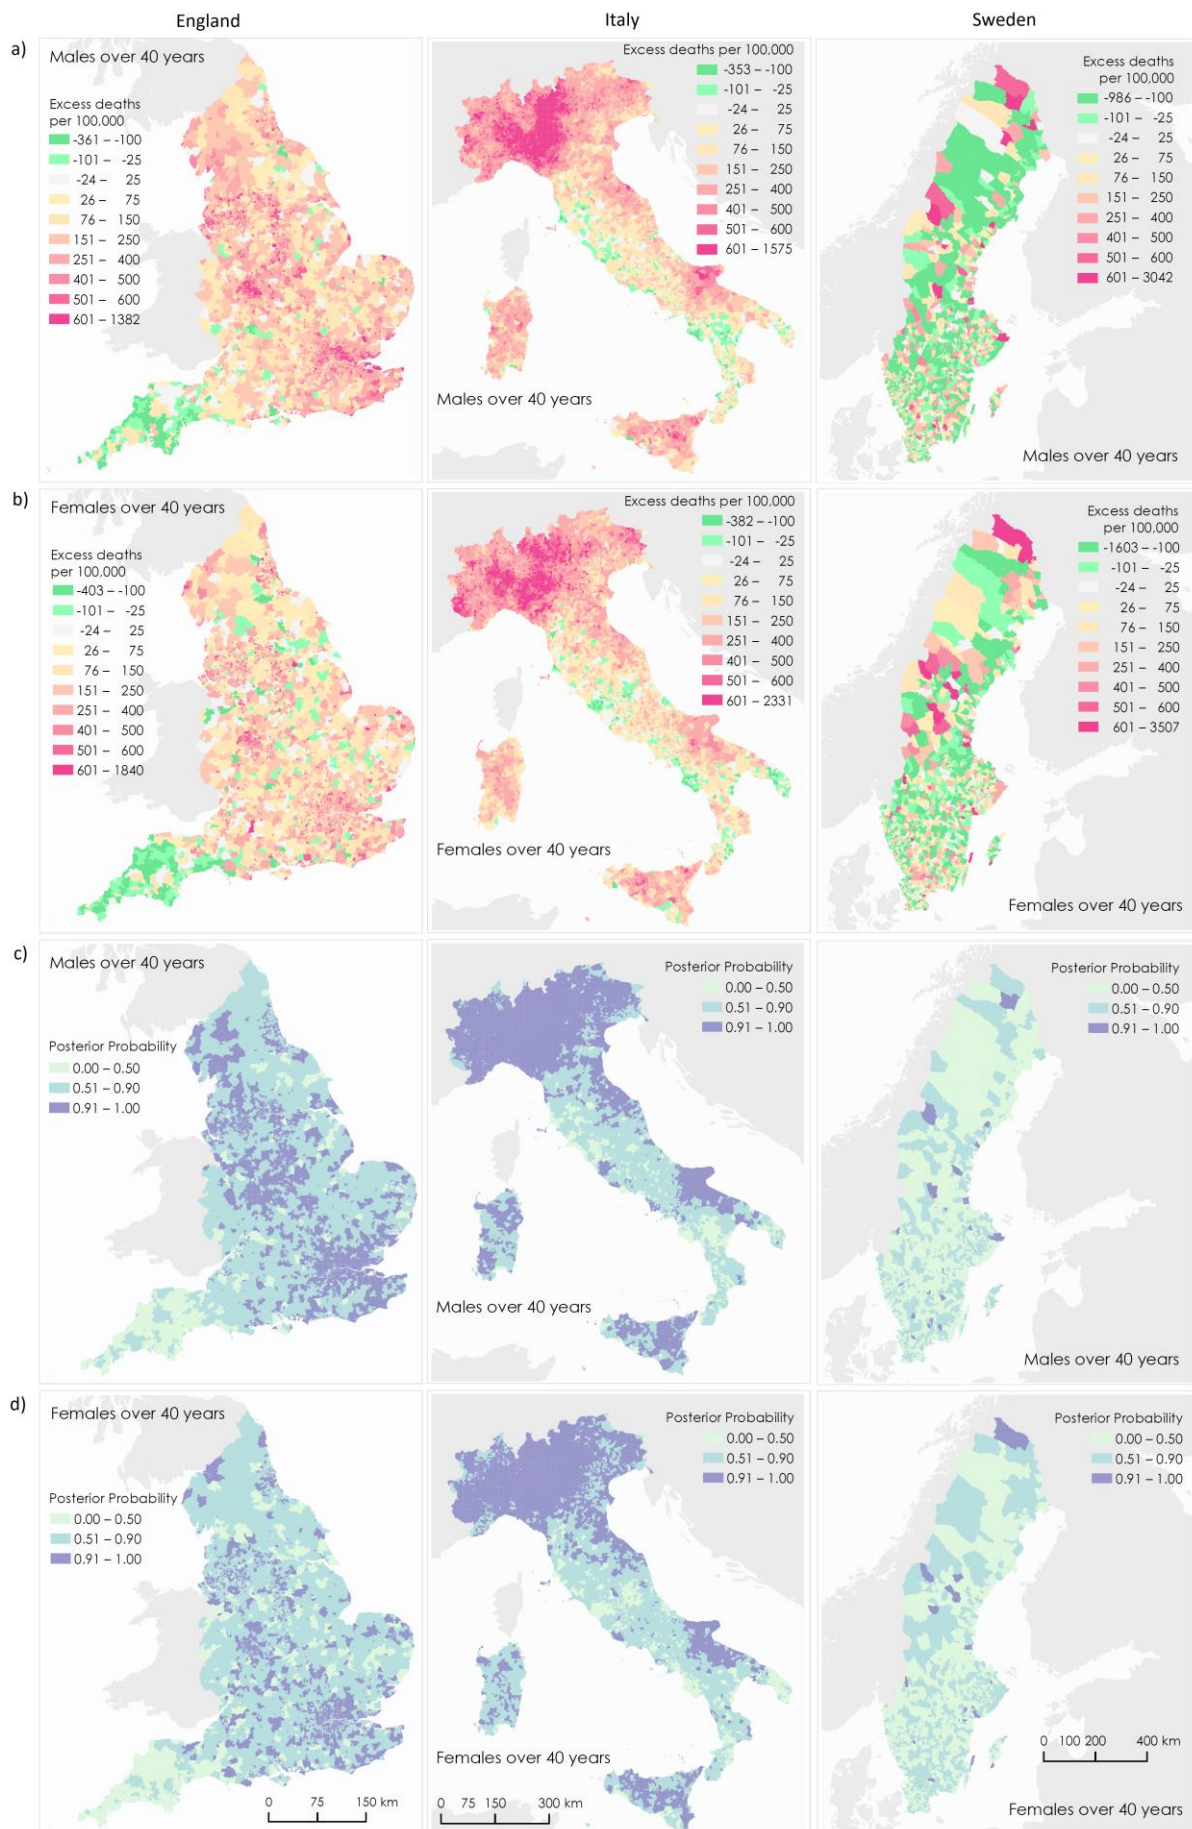 England
Italy
Sweden
a)
Males over 40 years
Excess deaths
per 100,000
-361 – -100
-101 – -25
-24 – 25
26 – 75
76 – 150
151 – 250
251 – 400
401 – 500
501 – 600
601 – 1382
Excess deaths per 100,000
-353 – -100
-101 – -25
-24 – 25
26 – 75
76 – 150
151 – 250
251 – 400
401 – 500
501 – 600
601 – 1575
Males over 40 years
Excess deaths
per 100,000
-986 – -100
-101 – -25
-24 – 25
26 – 75
76 – 150
151 – 250
251 – 400
401 – 500
501 – 600
601 – 3042
Males over 40 years
b)
Females over 40 years
Excess deaths
per 100,000
-403 – -100
-101 – -25
-24 – 25
26 – 75
76 – 150
151 – 250
251 – 400
401 – 500
501 – 600
601 – 1840
Excess deaths per 100,000
-382 – -100
-101 – -25
-24 – 25
26 – 75
76 – 150
151 – 250
251 – 400
401 – 500
501 – 600
601 – 2331
Females over 40 years
Excess deaths
per 100,000
-1603 – -100
-101 – -25
-24 – 25
26 – 75
76 – 150
151 – 250
251 – 400
401 – 500
501 – 600
601 – 3507
Females over 40 years
c)
Males over 40 years
Posterior Probability
0.00 – 0.50
0.51 – 0.90
0.91 – 1.00
Posterior Probability
0.00 – 0.50
0.51 – 0.90
0.91 – 1.00
Males over 40 years
Posterior Probability
0.00 – 0.50
0.51 – 0.90
0.91 – 1.00
Males over 40 years
d)
Females over 40 years
Posterior Probability
0.00 – 0.50
0.51 – 0.90
0.91 – 1.00
0 75 150 km
Posterior Probability
0.00 – 0.50
0.51 – 0.90
0.91 – 1.00
Females over 40 years
0 75 150 300 km
Posterior Probability
0.00 – 0.50
0.51 – 0.90
0.91 – 1.00
0 100 200 400 km
Females over 40 years